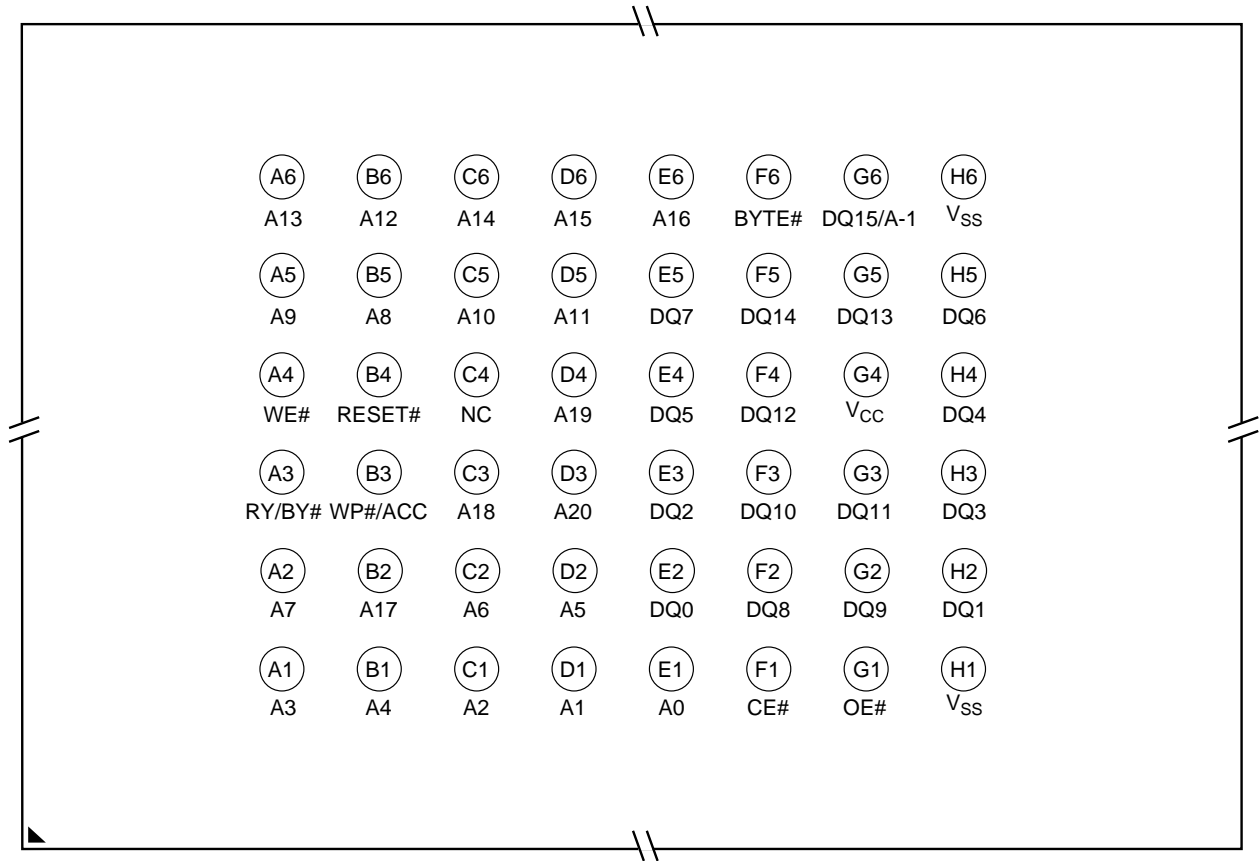 A6 B6 C6 D6 E6 F6 G6 H6
A13 A12 A14 A15 A16 BYTE# DQ15/A-1 VSS
A5 B5 C5 D5 E5 F5 G5 H5
A9 A8 A10 A11 DQ7 DQ14 DQ13 DQ6
A4 B4 C4 D4 E4 F4 G4 H4
WE# RESET# NC A19 DQ5 DQ12 VCC DQ4
A3 B3 C3 D3 E3 F3 G3 H3
RY/BY# WP#/ACC A18 A20 DQ2 DQ10 DQ11 DQ3
A2 B2 C2 D2 E2 F2 G2 H2
A7 A17 A6 A5 DQ0 DQ8 DQ9 DQ1
A1 B1 C1 D1 E1 F1 G1 H1
A3 A4 A2 A1 A0 CE# OE# VSS